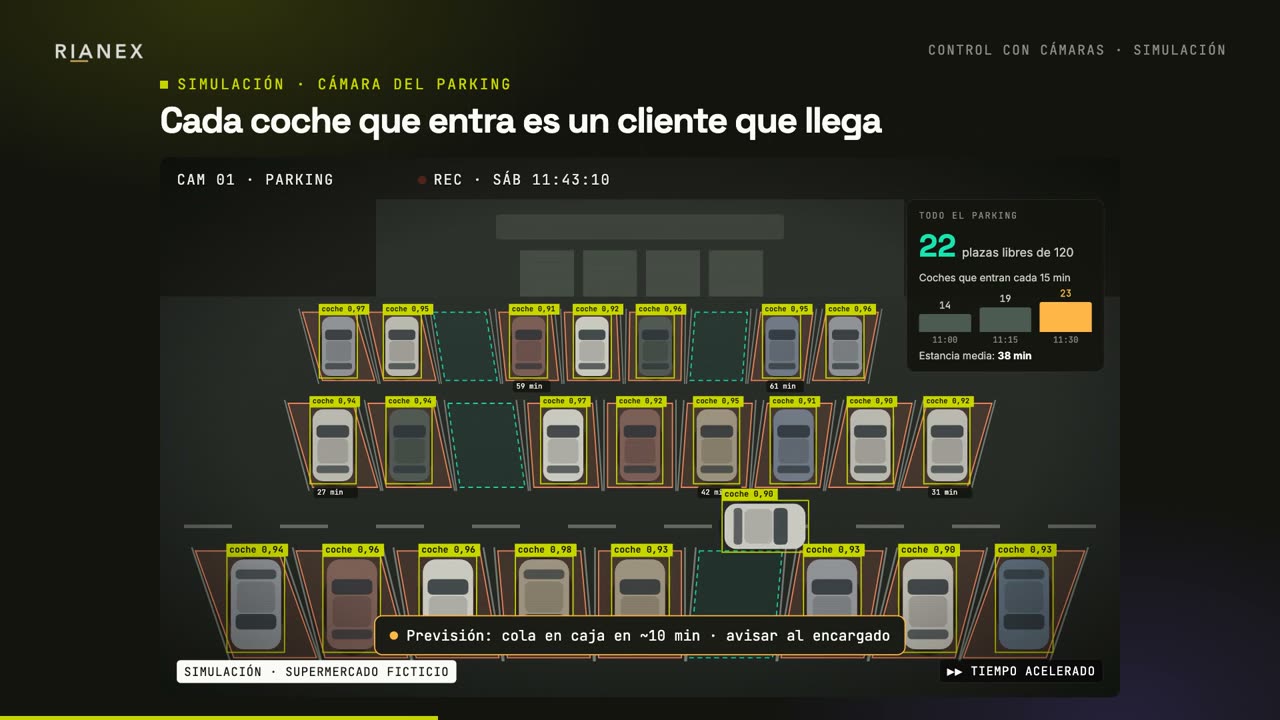 RIANEX
CONTROL CON CÁMARAS · SIMULACIÓN
SIMULACIÓN · CÁMARA DEL PARKING
Cada coche que entra es un cliente que llega
CAM 01 · PARKING
REC · SÁB 11:43:10
TODO EL PARKING
22 plazas libres de 120
Coches que entran cada 15 min
14 19 23
11:00 11:15 11:30
Estancia media: 38 min
coche 0,97 coche 0,95 coche 0,91 coche 0,92 coche 0,96 coche 0,95 coche 0,96
59 min 61 min
coche 0,94 coche 0,94 coche 0,97 coche 0,92 coche 0,95 coche 0,91 coche 0,90 coche 0,92
27 min 42 mi 31 min
coche 0,90
coche 0,94 coche 0,96 coche 0,96 coche 0,98 coche 0,93 coche 0,93 coche 0,90 coche 0,93
Previsión: cola en caja en ~10 min · avisar al encargado
SIMULACIÓN · SUPERMERCADO FICTICIO
▶▶ TIEMPO ACELERADO